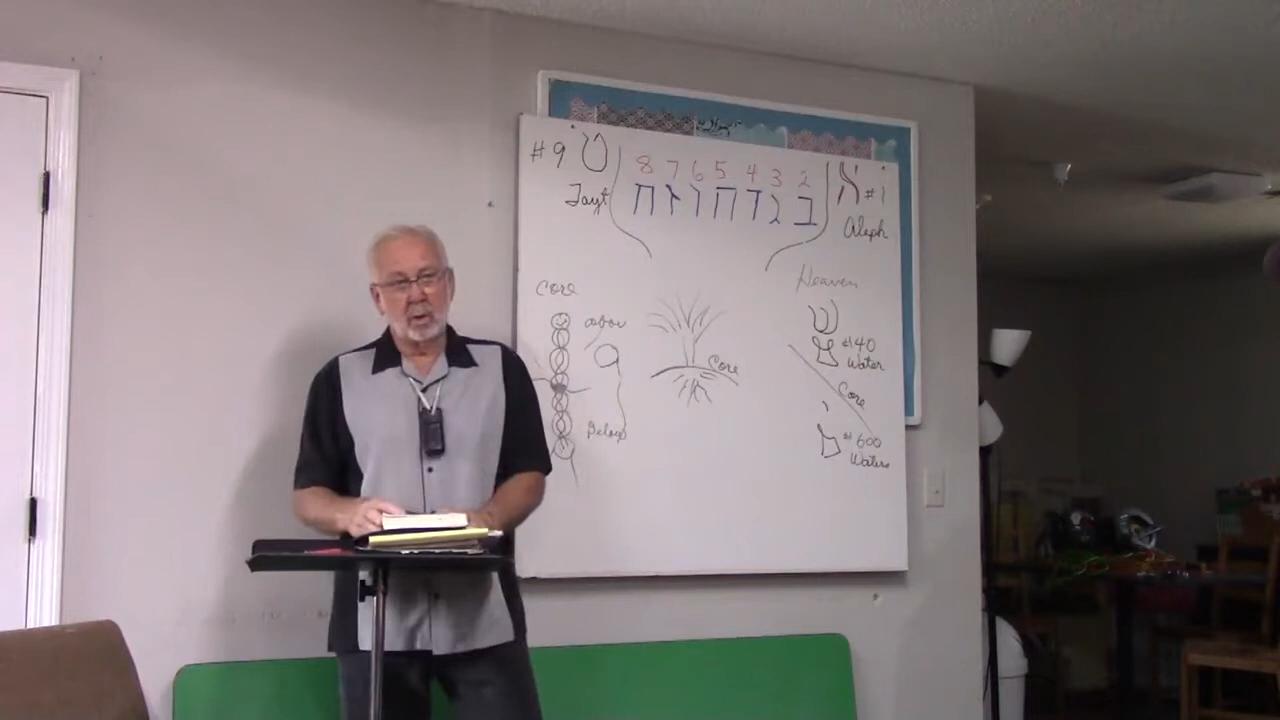 #9 ט
Tayt
8 7 6 5 4 3 2
ב ג ד ה ו ז ח
א #1
Aleph
Core
above
Below
Core
Heaven
ש
מ #40
Water
Core
י
#600
Waters